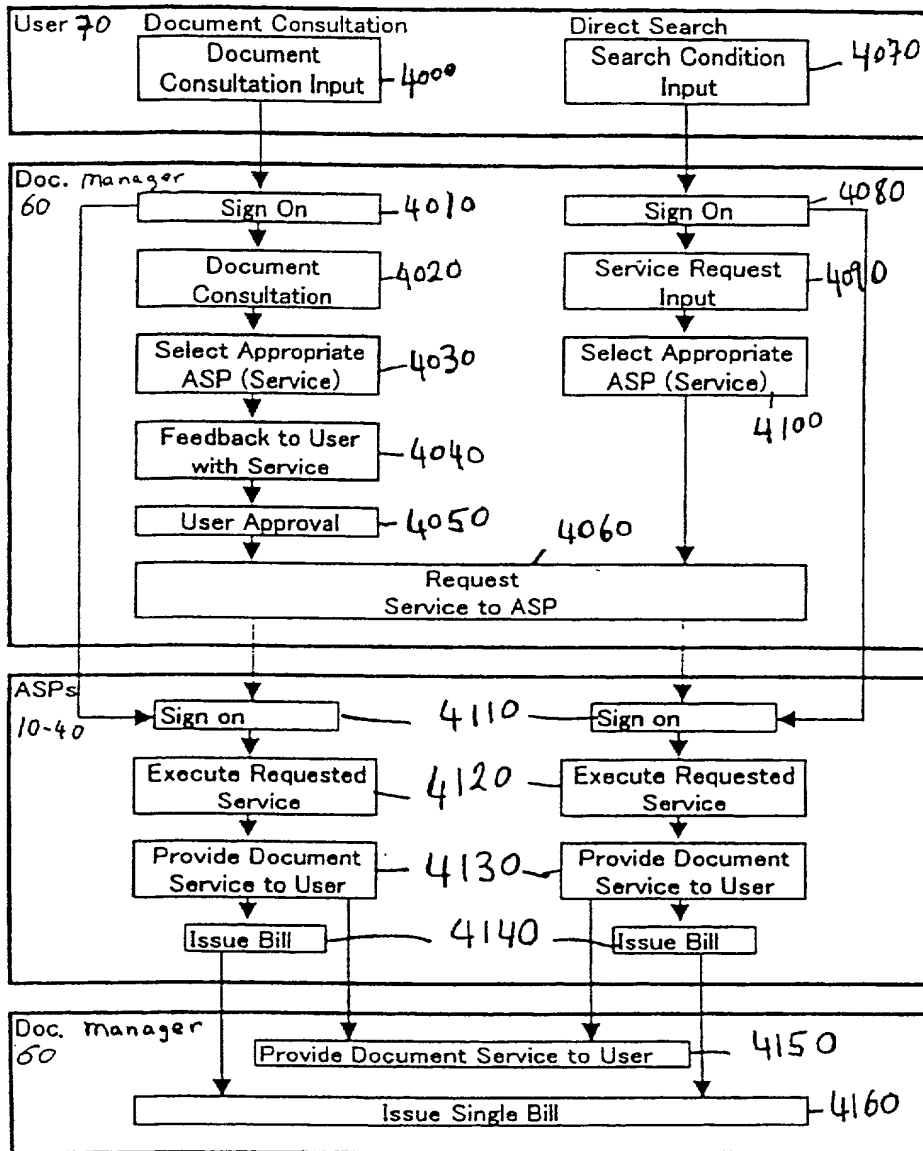 User 70 Document Consultation Direct Search
Document
Consultation Input
4000
Search Condition
Input
4070
Doc. manager
60
Sign On
4010
Sign On
4080
Document
Consultation
4020
Service Request
Input
4090
Select Appropriate
ASP (Service)
4030
Select Appropriate
ASP (Service)
4100
Feedback to User
with Service
4040
User Approval
4050
4060
Request
Service to ASP
ASPs
10-40
Sign on
4110
Sign on
Execute Requested
Service
4120
Execute Requested
Service
Provide Document
Service to User
4130
Provide Document
Service to User
Issue Bill
4140
Issue Bill
Doc. manager
60
Provide Document Service to User
4150
Issue Single Bill
4160